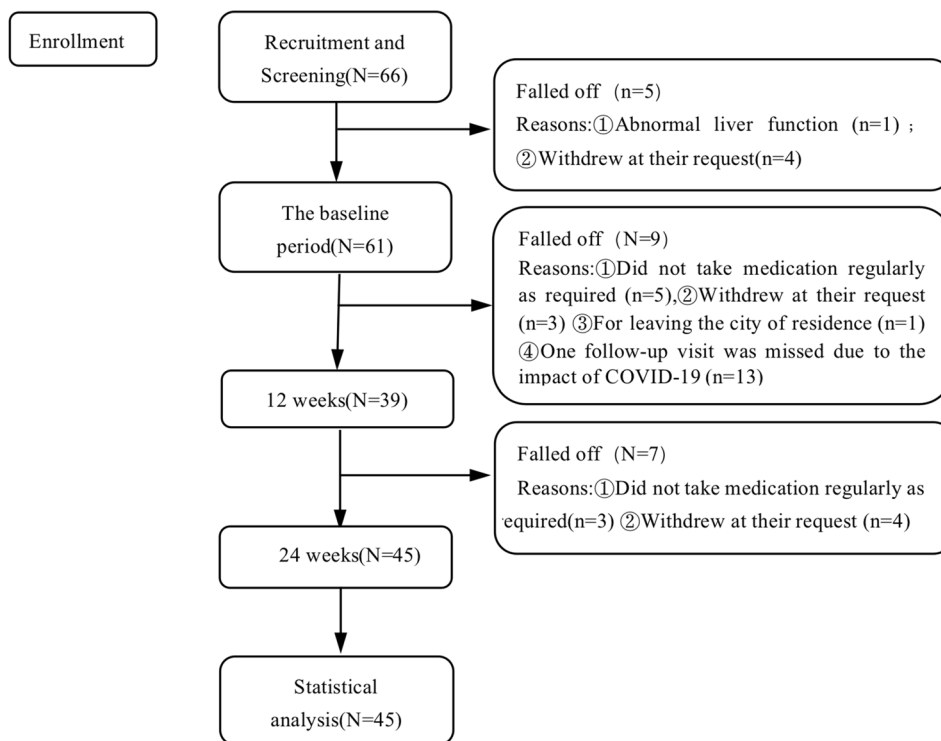 Enrollment
Recruitment and
Screening(N=66)
Falled off (n=5)
Reasons:①Abnormal liver function (n=1) ;
②Withdrew at their request(n=4)
The baseline
period(N=61)
Falled off (N=9)
Reasons:①Did not take medication regularly
as required (n=5),②Withdrew at their request
(n=3) ③For leaving the city of residence (n=1)
④One follow-up visit was missed due to the
impact of COVID-19 (n=13)
12 weeks(N=39)
Falled off (N=7)
Reasons:①Did not take medication regularly as
required(n=3) ②Withdrew at their request (n=4)
24 weeks(N=45)
Statistical
analysis(N=45)